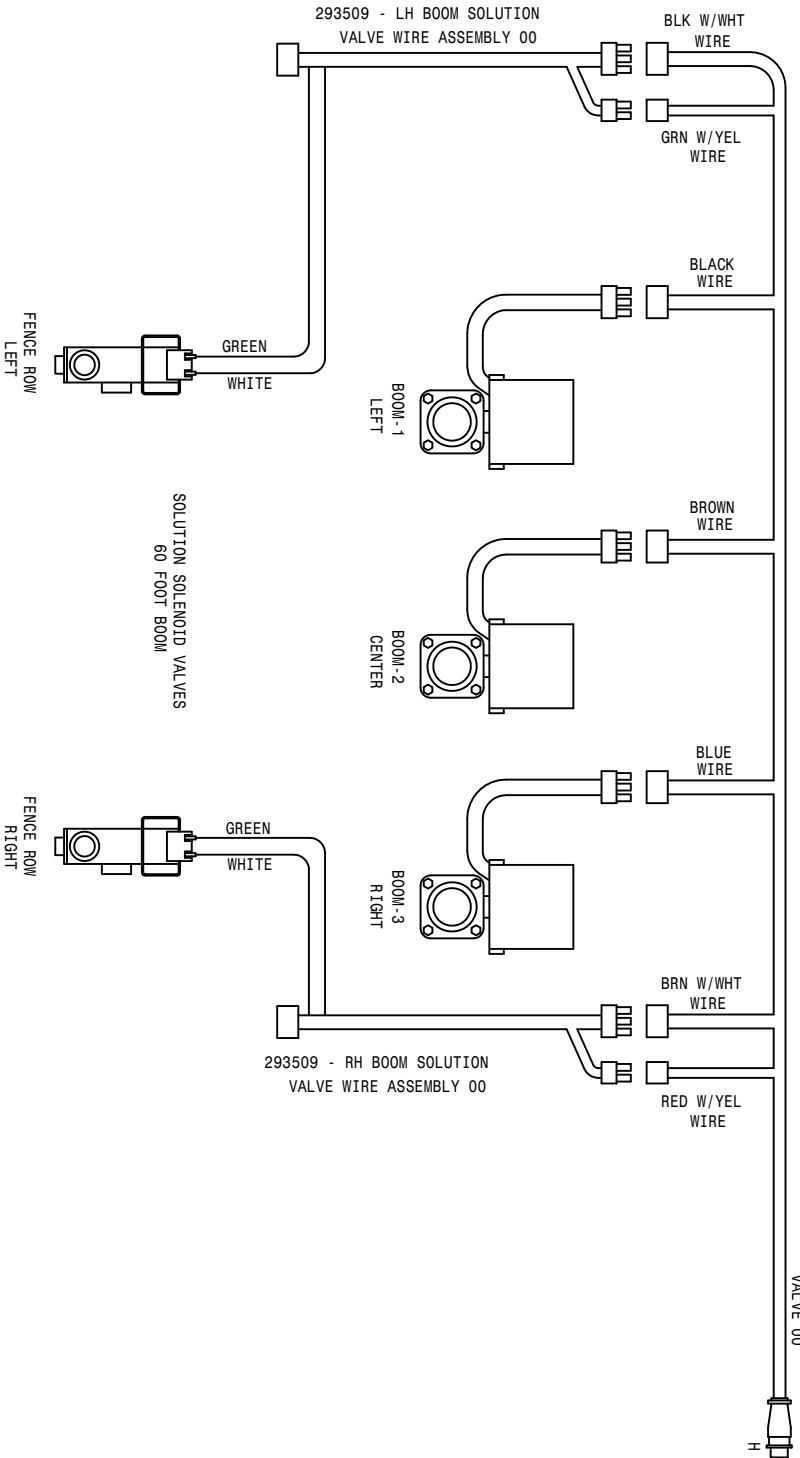 293509 - LH BOOM SOLUTION
VALVE WIRE ASSEMBLY 00
BLK W/WHT
WIRE
GRN W/YEL
WIRE
BLACK
WIRE
GREEN
WHITE
FENCE ROW
LEFT
BOOM-1
LEFT
BROWN
WIRE
SOLUTION SOLENOID VALVES
60 FOOT BOOM
BOOM-2
CENTER
BLUE
WIRE
GREEN
WHITE
FENCE ROW
RIGHT
BOOM-3
RIGHT
BRN W/WHT
WIRE
293509 - RH BOOM SOLUTION
VALVE WIRE ASSEMBLY 00
RED W/YEL
WIRE
VALVE 00
H